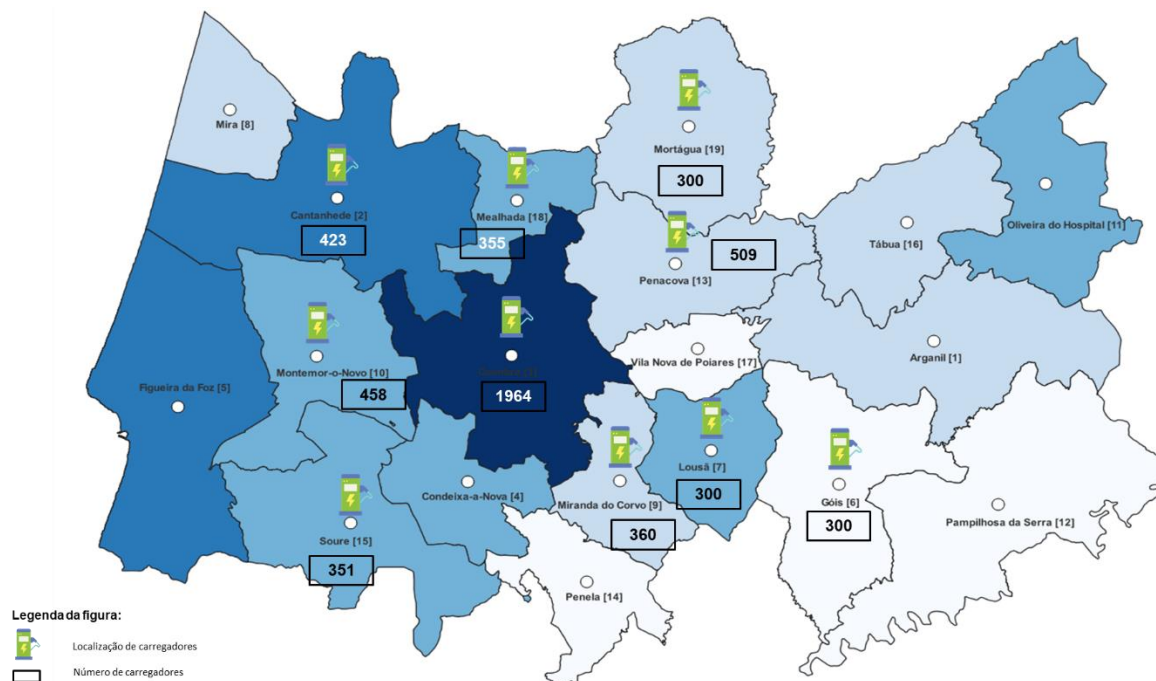 Mira [8]
Cantanhede [2]
423
Mealhada [18]
355
Mortágua [19]
300
Penacova [13]
509
Tábua [16]
Oliveira do Hospital [11]
Montemor-o-Novo [10]
458
Figueira da Foz [5]
1964
Vila Nova de Poiares [17]
Arganil [1]
Lousã [7]
300
Condeixa-a-Nova [4]
Miranda do Corvo [9]
360
Góis [6]
300
Pampilhosa da Serra [12]
Soure [15]
351
Penela [14]
Legenda da figura:
Localização de carregadores
Número de carregadores